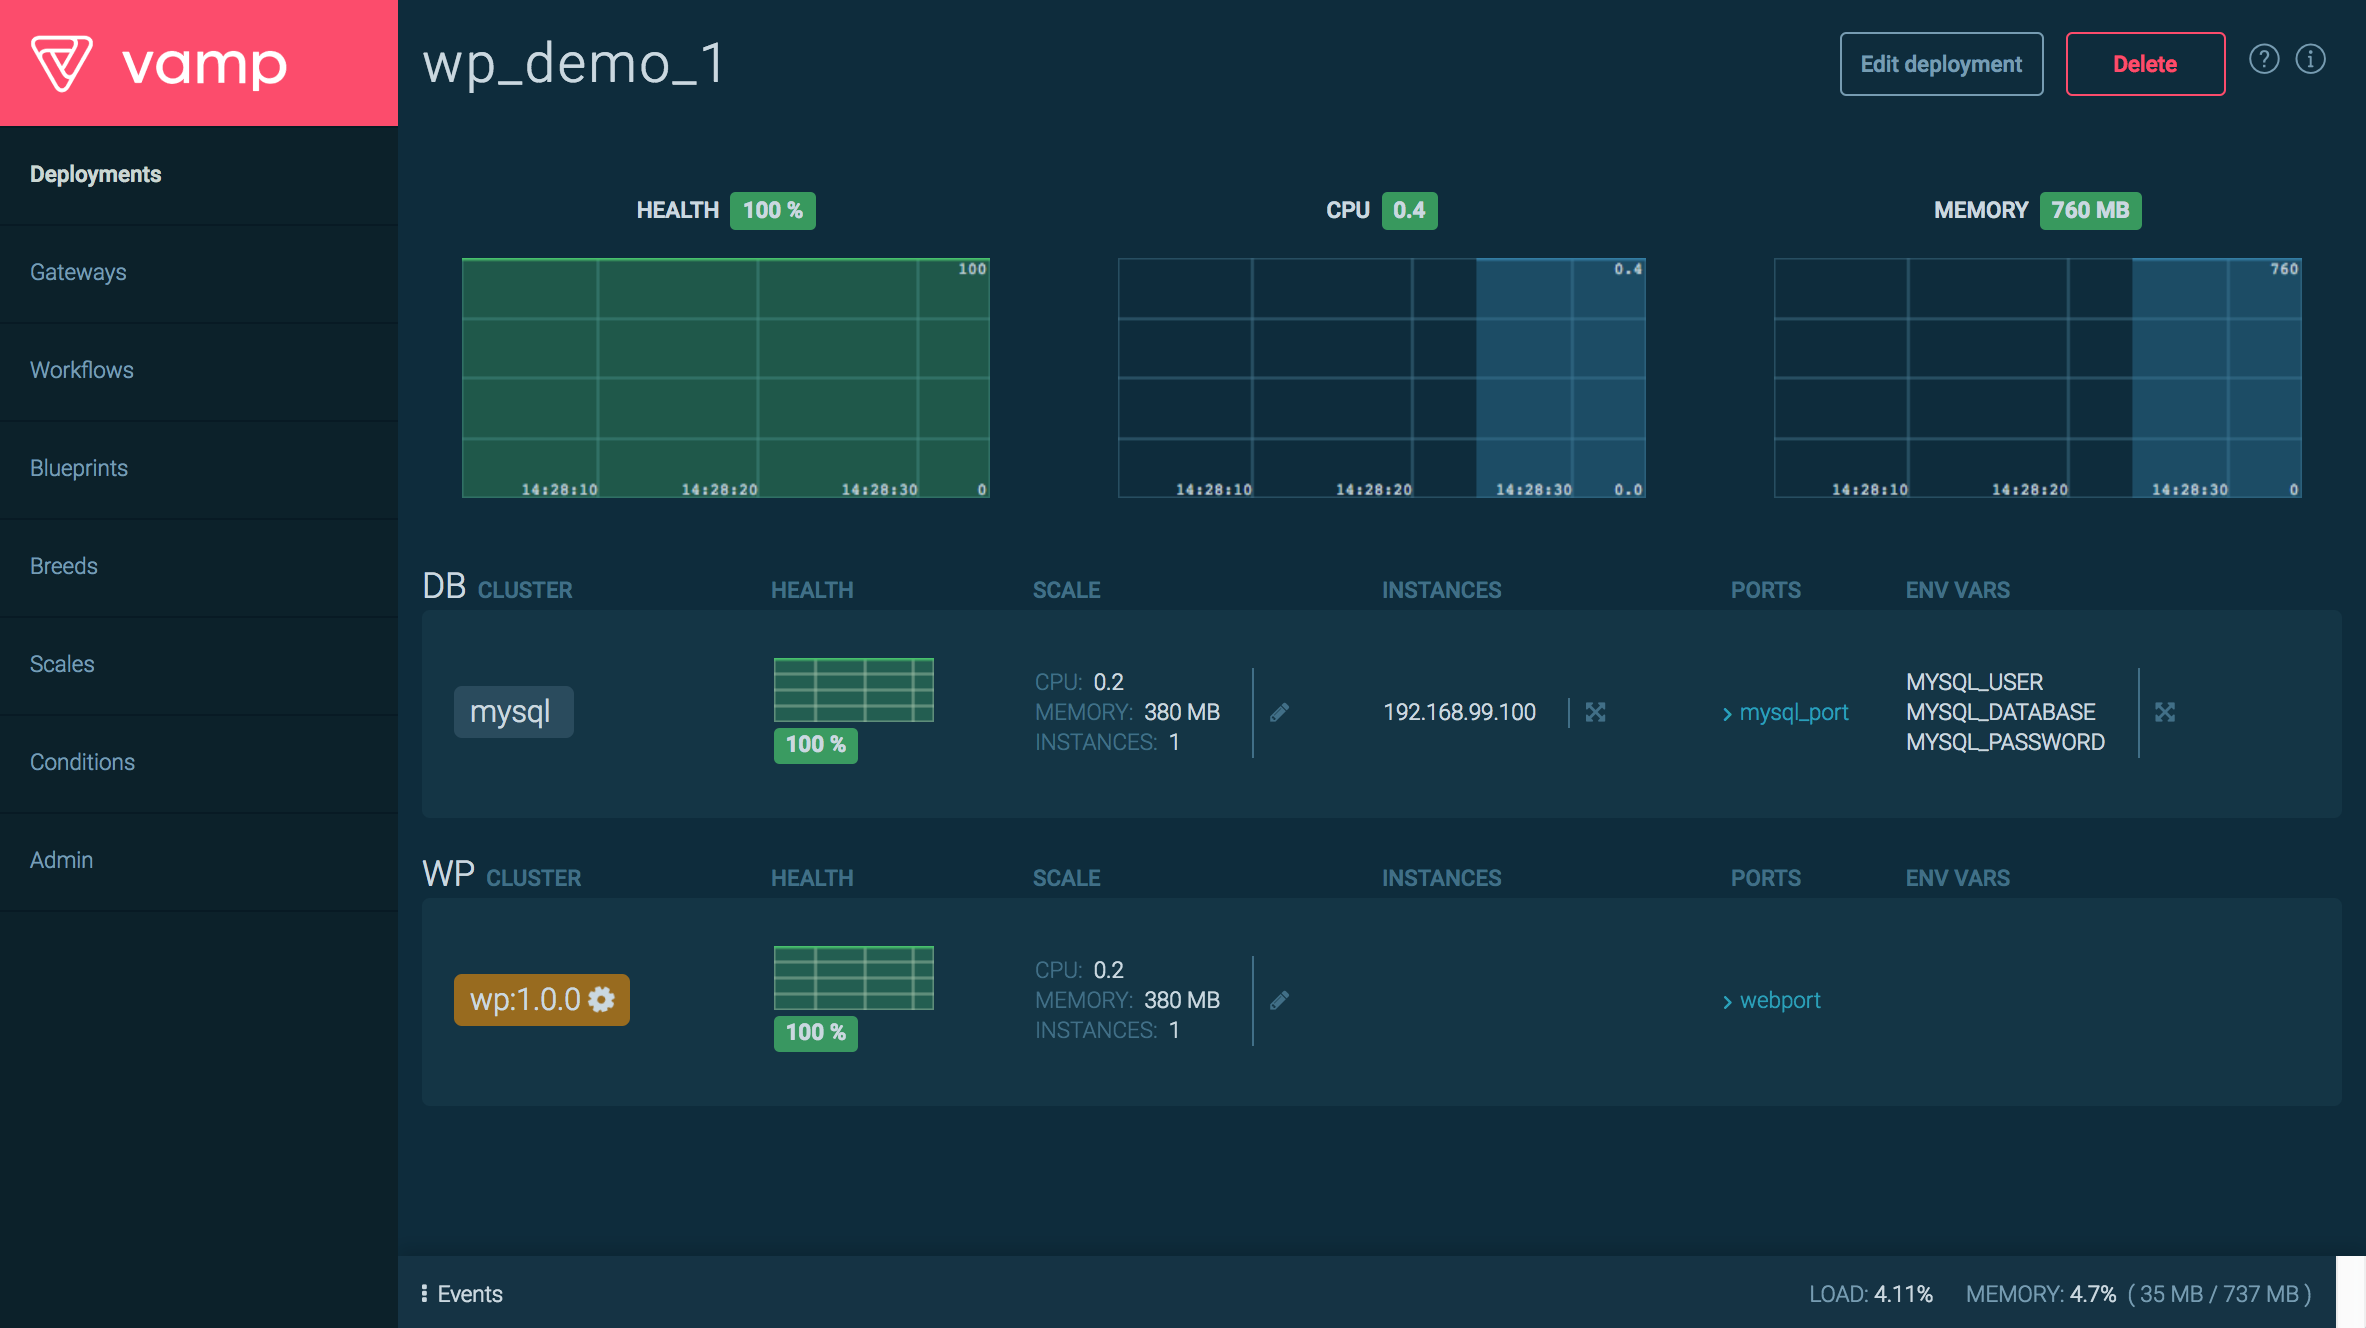 vamp
wp_demo_1
Edit deployment
Delete
?
i
Deployments
Gateways
Workflows
Blueprints
Breeds
Scales
Conditions
Admin
HEALTH 100 %
100
14:28:10 14:28:20 14:28:30 0
CPU 0.4
0.4
14:28:10 14:28:20 14:28:30 0.0
MEMORY 760 MB
760
14:28:10 14:28:20 14:28:30 0
DB CLUSTER HEALTH SCALE INSTANCES PORTS ENV VARS
mysql
100 %
CPU: 0.2
MEMORY: 380 MB
INSTANCES: 1
192.168.99.100
mysql_port
MYSQL_USER
MYSQL_DATABASE
MYSQL_PASSWORD
WP CLUSTER HEALTH SCALE INSTANCES PORTS ENV VARS
wp:1.0.0
100 %
CPU: 0.2
MEMORY: 380 MB
INSTANCES: 1
webport
Events
LOAD: 4.11% MEMORY: 4.7% ( 35 MB / 737 MB )